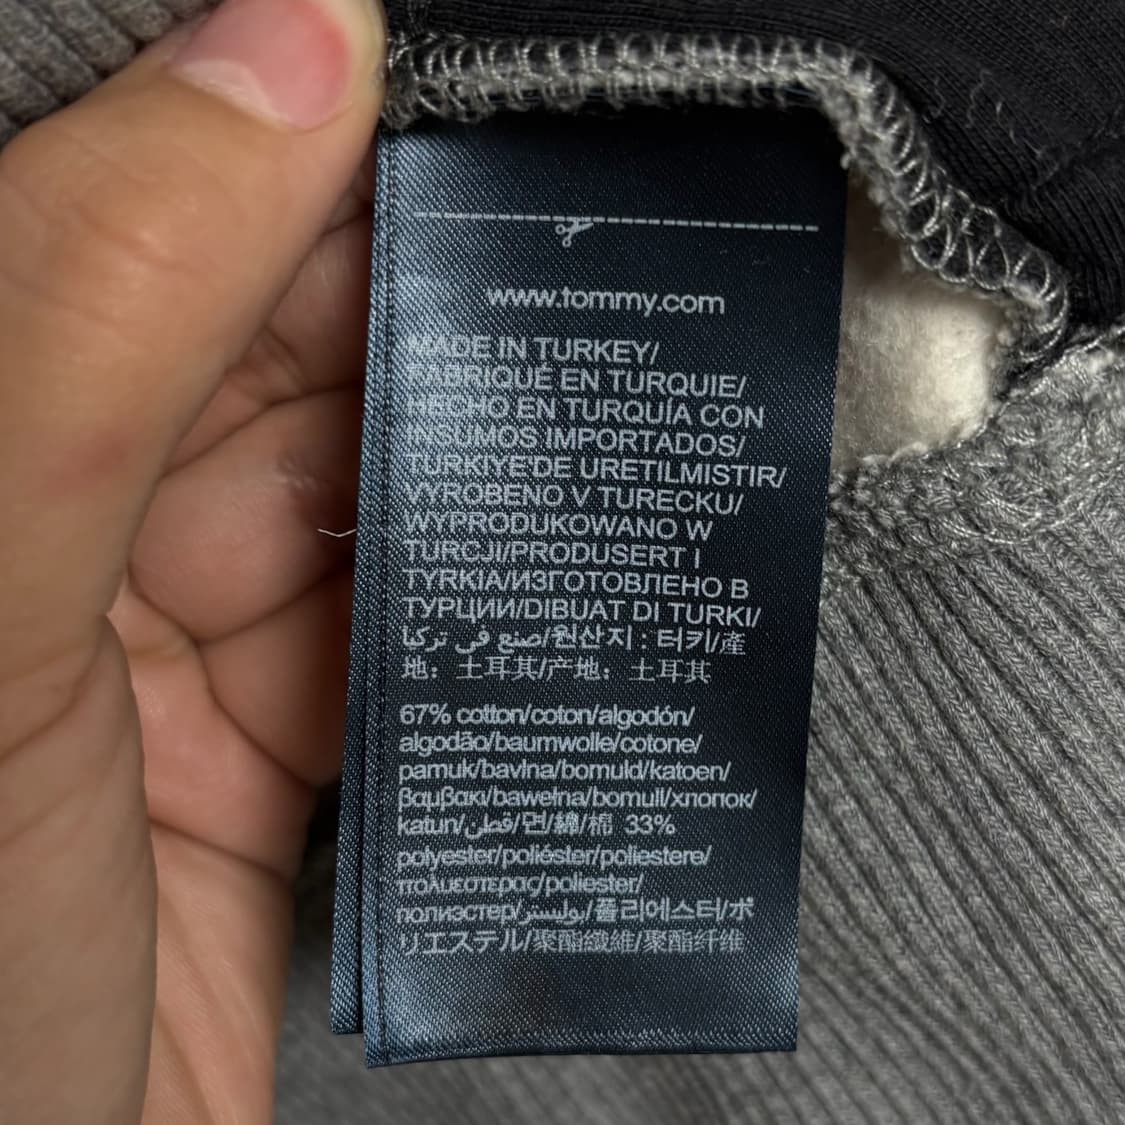 www.tommy.com
MADE IN TURKEY/
FABRIQUÉ EN TURQUIE/
HECHO EN TURQUÍA CON
INSUMOS IMPORTADOS/
TURKIYE'DE URETILMISTIR/
VYROBENO V TURECKU/
WYPRODUKOWANO W
TURCJI/PRODUSERT I
TYRKIA/ИЗГОТОВЛЕНО В
ТУРЦИИ/DIBUAT DI TURKI/
صنع في تركيا/원산지 : 터키/產
地：土耳其/产地：土耳其
67% cotton/coton/algodón/
algodão/baumwolle/cotone/
pamuk/bavlna/bomuld/katoen/
βαμβακι/bawełna/bomull/хлопок/
katun/قطن/면/綿/棉 33%
polyester/poliéster/poliestere/
πολυεστερας/poliester/
полиэстер/بوليستر/폴리에스터/ポ
リエステル/聚酯纖維/聚酯纤维